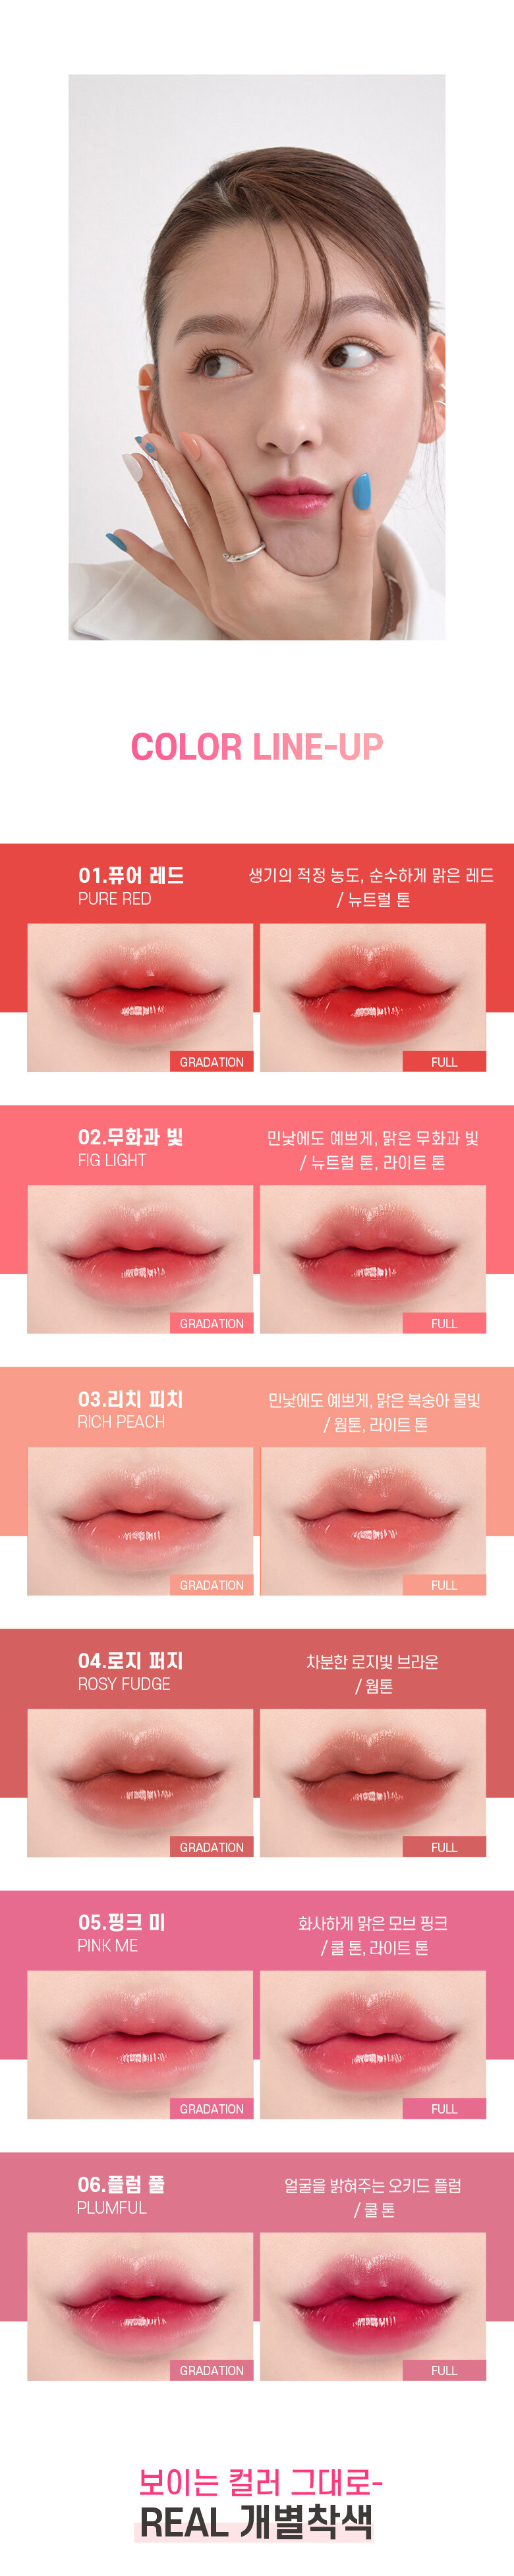 COLOR LINE-UP
01.퓨어 레드
PURE RED
생기의 적정 농도, 순수하게 맑은 레드
/ 뉴트럴 톤
GRADATION
FULL
02.무화과 빛
FIG LIGHT
민낯에도 예쁘게, 맑은 무화과 빛
/ 뉴트럴 톤, 라이트 톤
GRADATION
FULL
03.리치 피치
RICH PEACH
민낯에도 예쁘게, 맑은 복숭아 물빛
/ 웜톤, 라이트 톤
GRADATION
FULL
04.로지 퍼지
ROSY FUDGE
차분한 로지빛 브라운
/ 웜톤
GRADATION
FULL
05.핑크 미
PINK ME
화사하게 맑은 모브 핑크
/ 쿨 톤, 라이트 톤
GRADATION
FULL
06.플럼 풀
PLUMFUL
얼굴을 밝혀주는 오키드 플럼
/ 쿨 톤
GRADATION
FULL
보이는 컬러 그대로-
REAL 개별착색